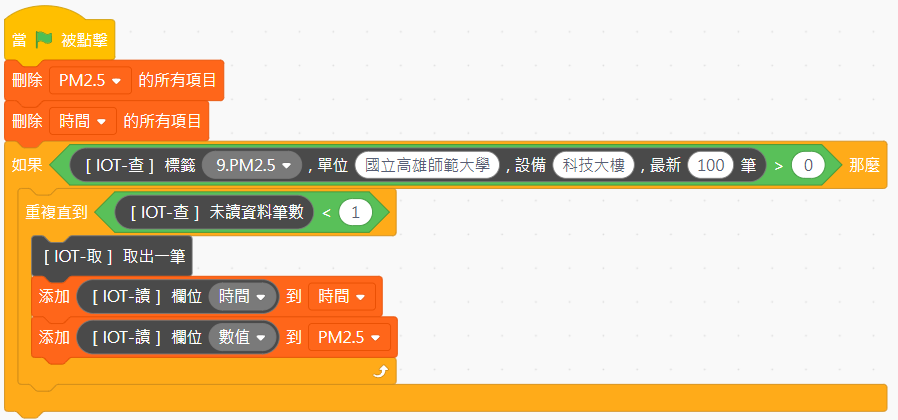 當 被點擊
刪除 PM2.5 的所有項目
刪除 時間 的所有項目
如果 [ IOT-查 ] 標籤 9.PM2.5 , 單位 國立高雄師範大學 , 設備 科技大樓 , 最新 100 筆 > 0 那麼
重複直到 [ IOT-查 ] 未讀資料筆數 < 1
[ IOT-取 ] 取出一筆
添加 [ IOT-讀 ] 欄位 時間 到 時間
添加 [ IOT-讀 ] 欄位 數值 到 PM2.5